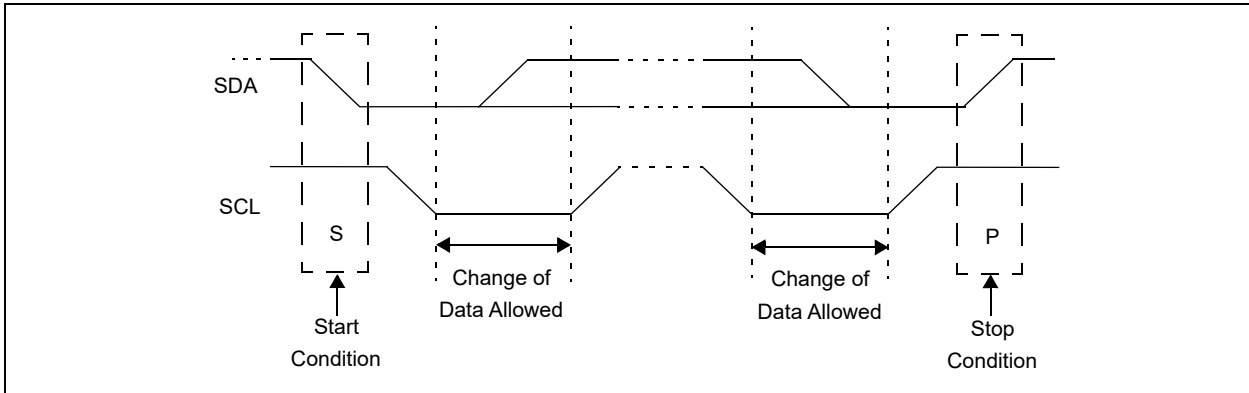 SDA
SCL
S
P
Change of
Data Allowed
Change of
Data Allowed
Start
Condition
Stop
Condition